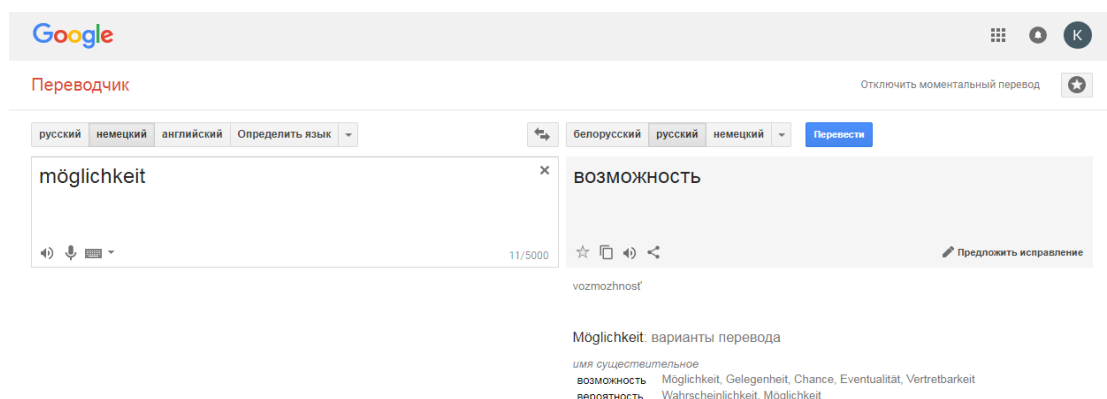 Google
K
Переводчик
Отключить моментальный перевод
русский немецкий английский Определить язык
белорусский русский немецкий Перевести
möglichkeit
возможность
11/5000
Предложить исправление
vozmozhnost'
Möglichkeit: варианты перевода
имя существительное
возможность Möglichkeit, Gelegenheit, Chance, Eventualität, Vertretbarkeit
вероятность Wahrscheinlichkeit, Möglichkeit